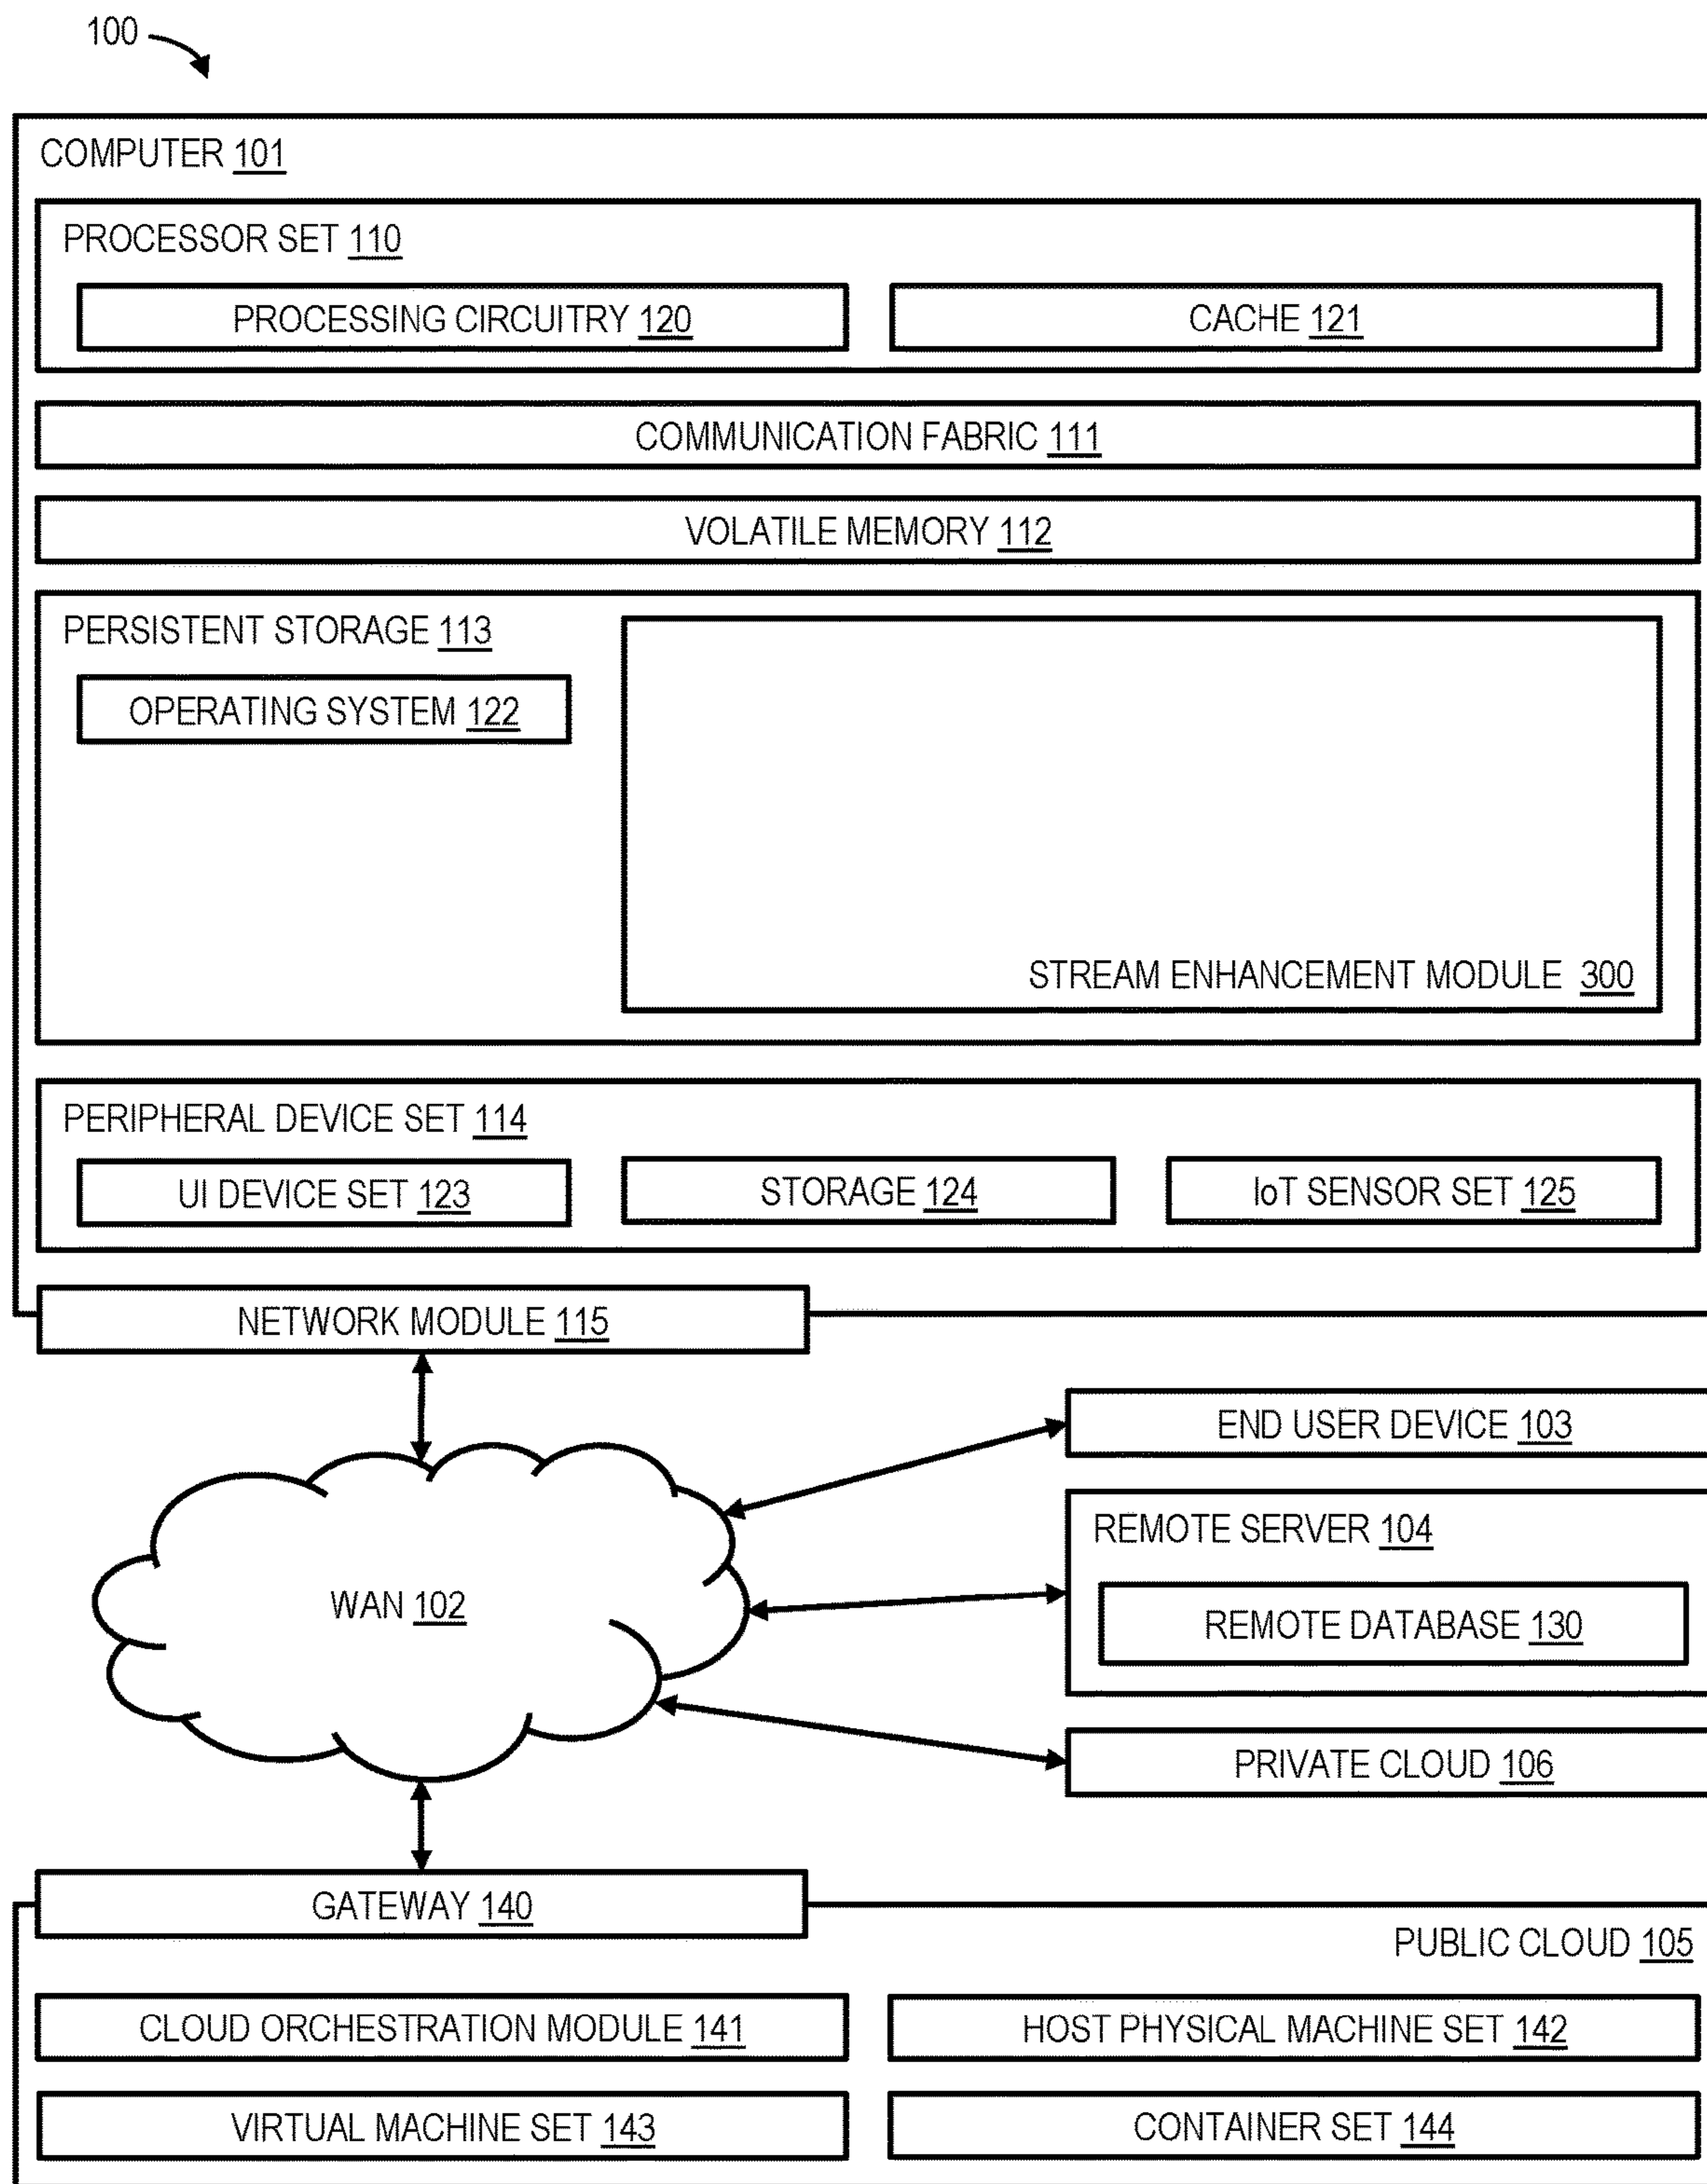 100
COMPUTER 101
PROCESSOR SET 110
PROCESSING CIRCUITRY 120
CACHE 121
COMMUNICATION FABRIC 111
VOLATILE MEMORY 112
PERSISTENT STORAGE 113
OPERATING SYSTEM 122
STREAM ENHANCEMENT MODULE 300
PERIPHERAL DEVICE SET 114
UI DEVICE SET 123
STORAGE 124
IoT SENSOR SET 125
NETWORK MODULE 115
END USER DEVICE 103
REMOTE SERVER 104
WAN 102
REMOTE DATABASE 130
PRIVATE CLOUD 106
GATEWAY 140
PUBLIC CLOUD 105
CLOUD ORCHESTRATION MODULE 141
HOST PHYSICAL MACHINE SET 142
VIRTUAL MACHINE SET 143
CONTAINER SET 144